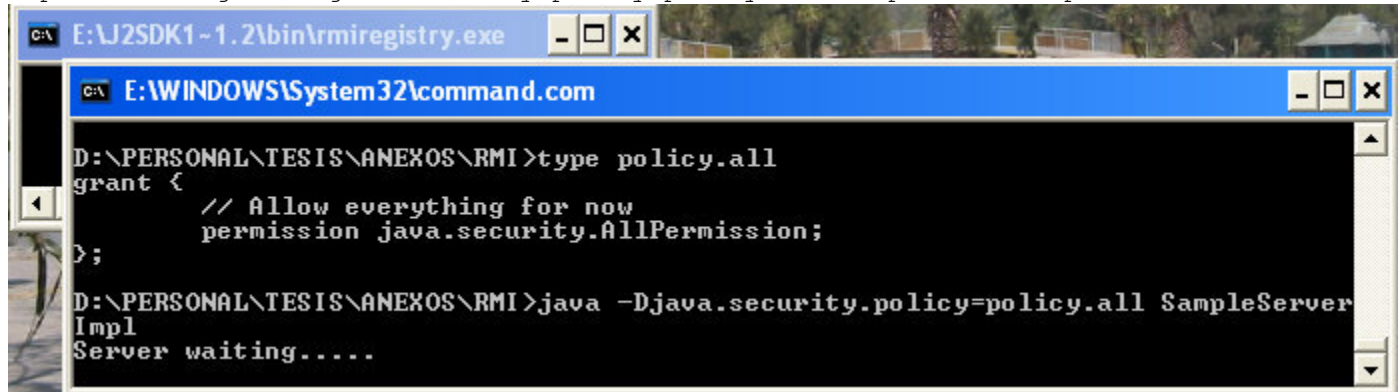 E:\J2SDK1~1.2\bin\rmiregistry.exe
E:\WINDOWS\System32\command.com
D:\PERSONAL\TESIS\ANEXOS\RMI>type policy.all
grant {
        // Allow everything for now
        permission java.security.AllPermission;
};
D:\PERSONAL\TESIS\ANEXOS\RMI>java -Djava.security.policy=policy.all SampleServer
Impl
Server waiting.....